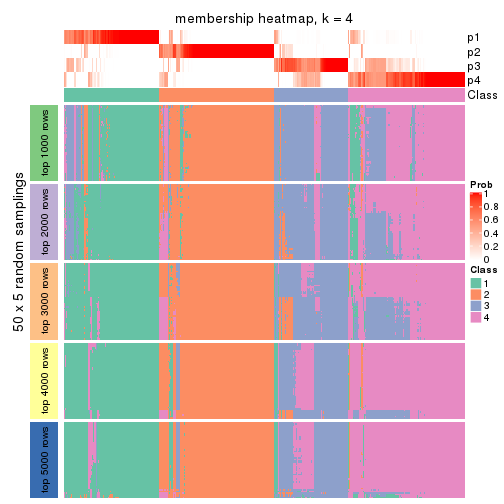 membership heatmap, k = 4
p1
p2
p3
p4
Class
50 x 5 random samplings
top 1000 rows
top 2000 rows
top 3000 rows
top 4000 rows
top 5000 rows
Prob
1
0.8
0.6
0.4
0.2
0
Class
1
2
3
4